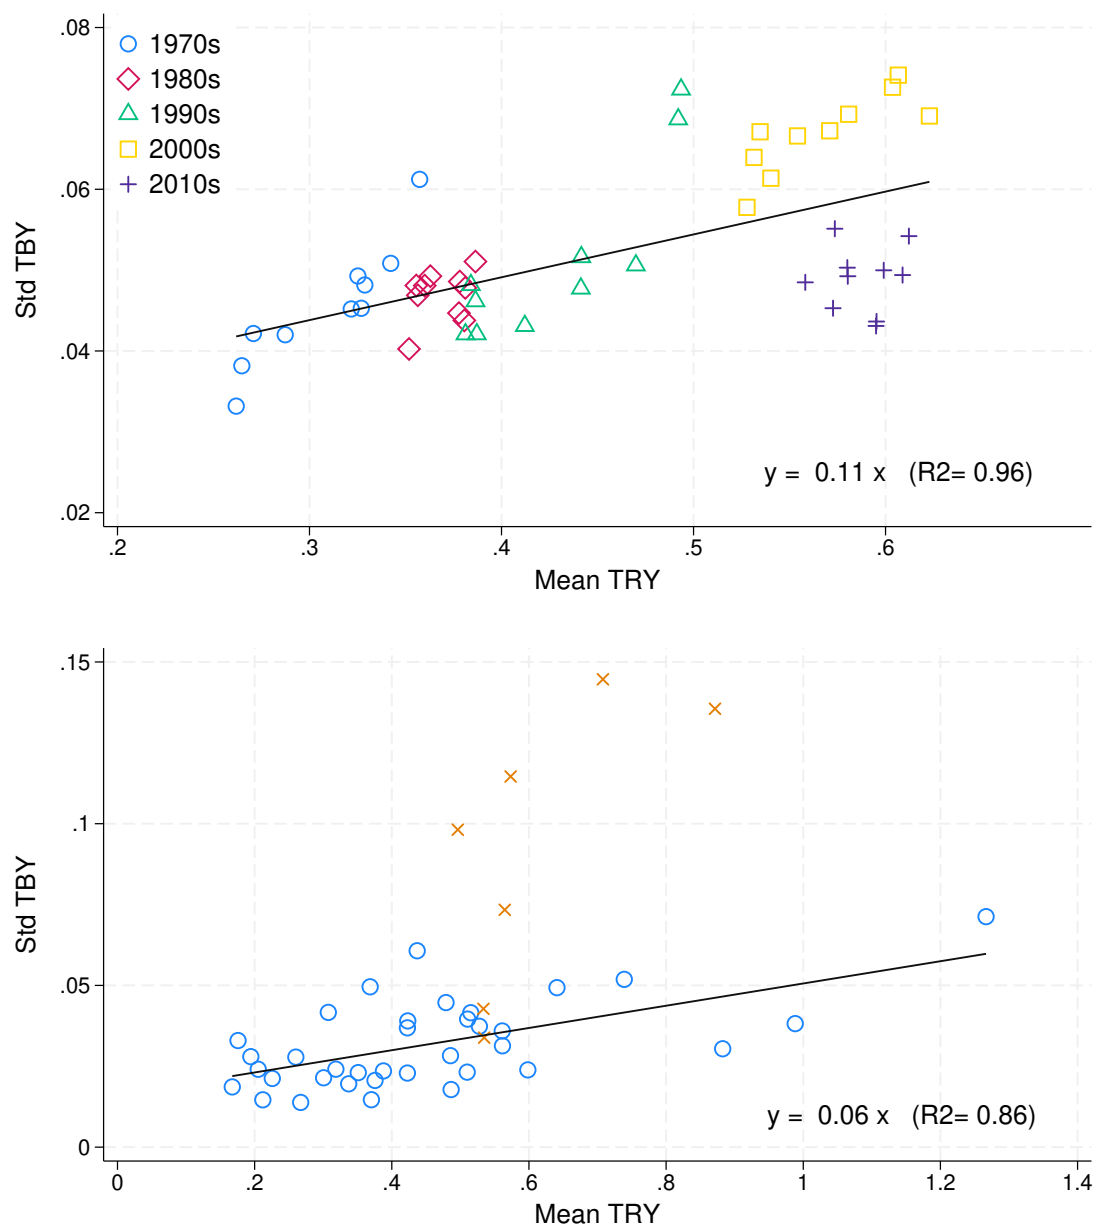 .08
1970s
1980s
1990s
2000s
2010s
.06
Std TBY
.04
y = 0.11 x (R2= 0.96)
.02
.2 .3 .4 .5 .6
Mean TRY
.15
.1
Std TBY
.05
y = 0.06 x (R2= 0.86)
0
0 .2 .4 .6 .8 1 1.2 1.4
Mean TRY